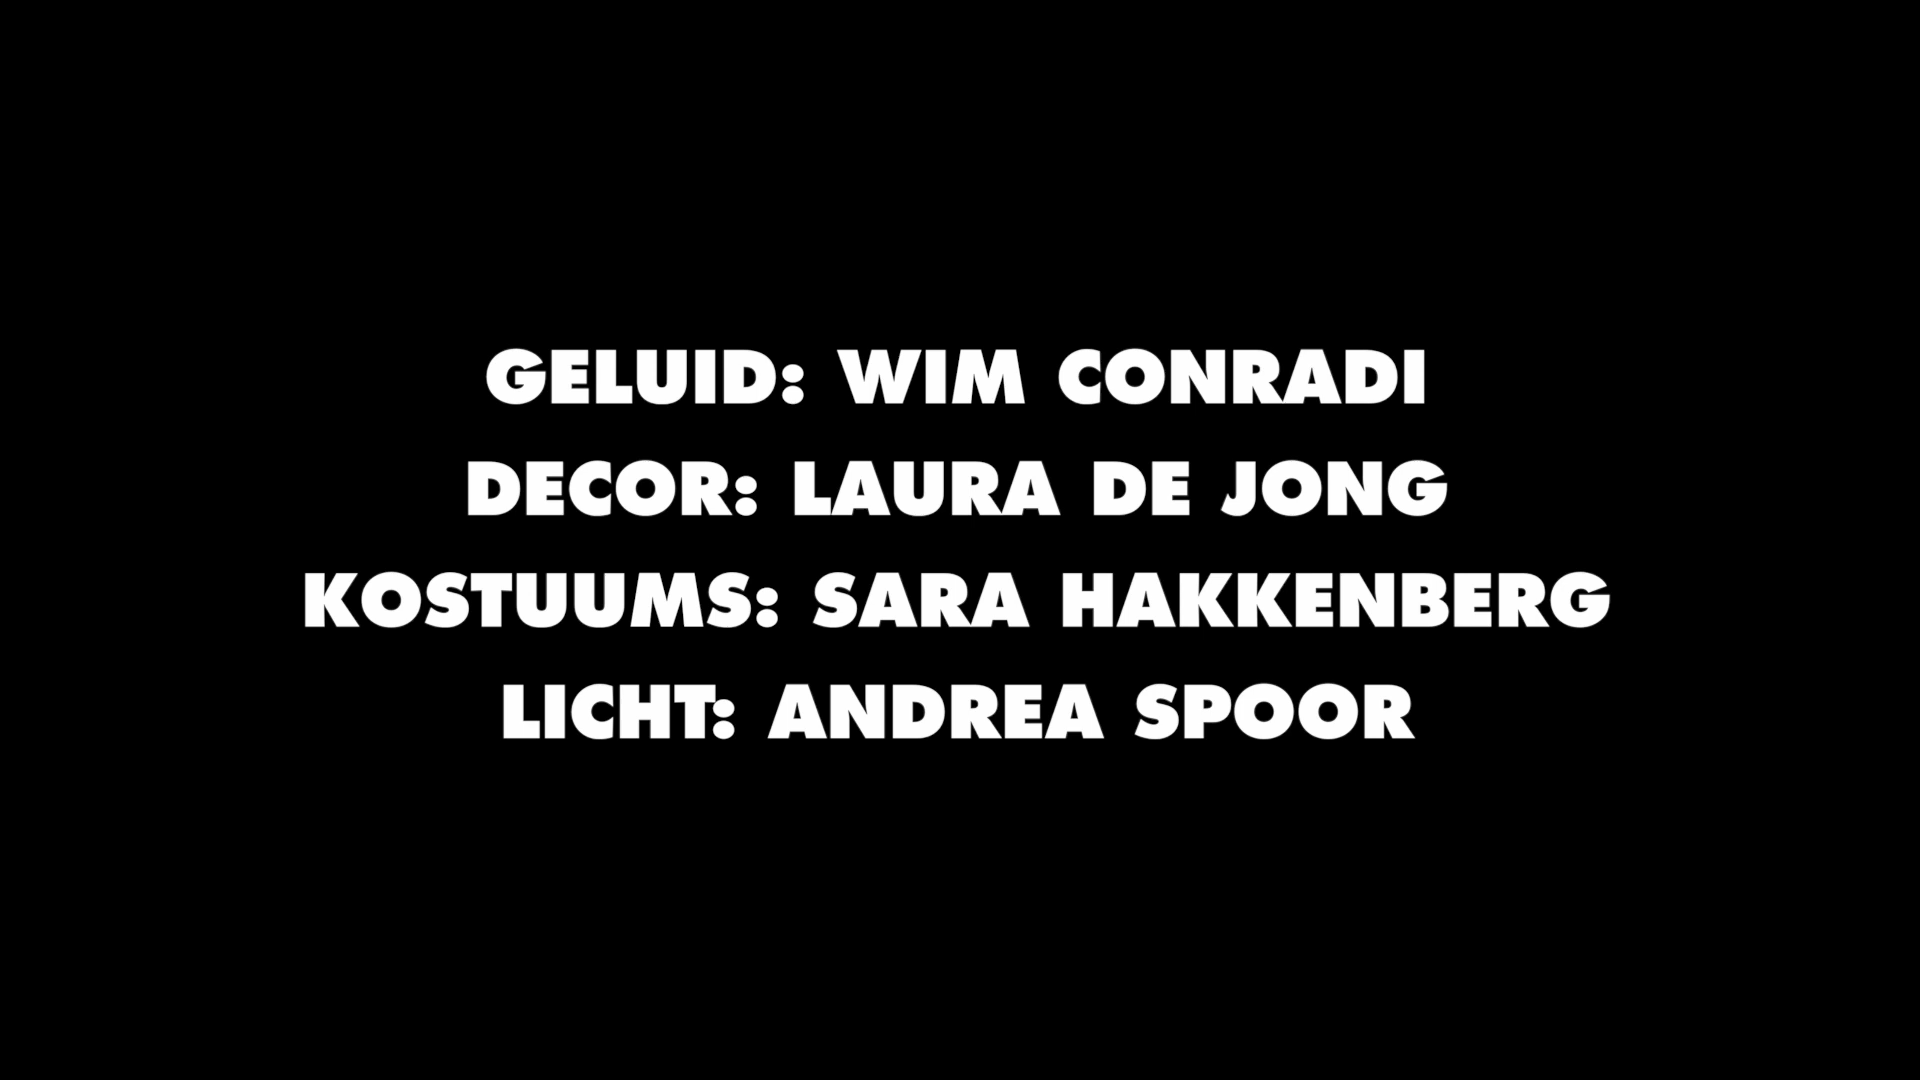 GELUID: WIM CONRADI
DECOR: LAURA DE JONG
KOSTUUMS: SARA HAKKENBERG
LICHT: ANDREA SPOOR